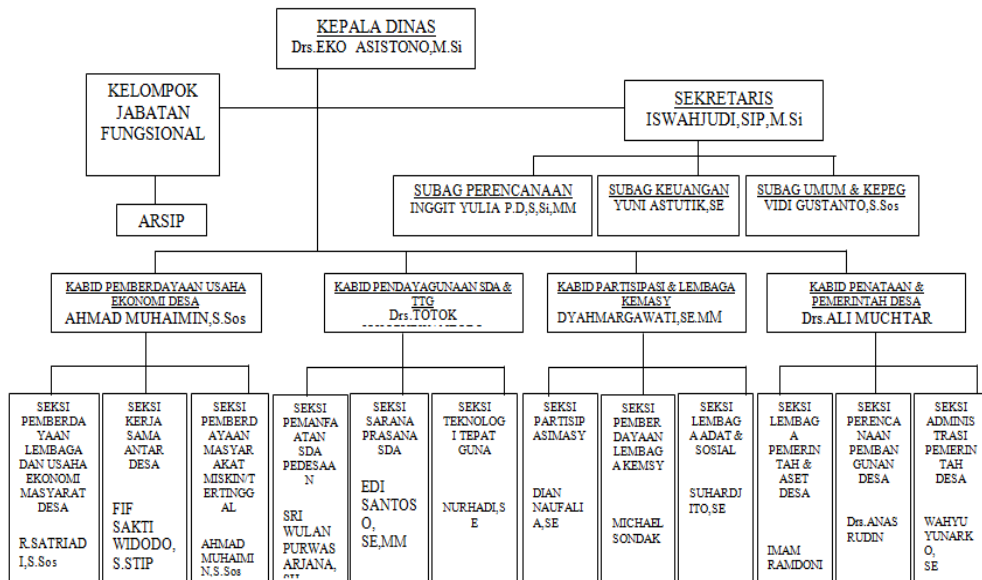 KEPALA DINAS
Drs.EKO ASISTONO,M.Si
KELOMPOK
JABATAN
FUNGSIONAL
SEKRETARIS
ISWAHJUDI,SIP,M.Si
SUBAG PERENCANAAN
INGGIT YULIA P.D,S,Si,MM
SUBAG KEUANGAN
YUNI ASTUTIK,SE
SUBAG UMUM & KEPEG
VIDI GUSTANTO,S.Sos
ARSIP
KABID PEMBERDAYAAN USAHA
EKONOMI DESA
AHMAD MUHAIMIN,S.Sos
KABID PENDAYAGUNAAN SDA &
TTG
Drs.TOTOK
KABID PARTISIPASI & LEMBAGA
KEMASY
DYAHMARGAWATI,SE.MM
KABID PENATAAN &
PEMERINTAH DESA
Drs.ALI MUCHTAR
SEKSI
PEMBERDA
YAAN
LEMBAGA
DAN USAHA
EKONOMI
MASYARAT
DESA
R.SATRIAD
I,S.Sos
SEKSI
KERJA
SAMA
ANTAR
DESA
FIF
SAKTI
WIDODO,
S.STIP
SEKSI
PEMBERD
AYAAN
MASYAR
AKAT
MISKIN/T
ERTINGG
AL
AHMAD
MUHAIMI
N,S.Sos
SEKSI
PEMANFA
ATAN
SDA
PEDESAA
N
SRI
WULAN
PURWAS
ARJANA,
SEKSI
SARANA
PRASANA
SDA
EDI
SANTOS
O,
SE,MM
SEKSI
TEKNOLOG
I TEPAT
GUNA
NURHADI,S
E
SEKSI
PARTISIP
ASIMASY
DIAN
NAUFALI
A,SE
SEKSI
PEMBER
DAYAAN
LEMBAG
A KEMSY
MICHAEL
SONDAK
SEKSI
LEMBAG
A ADAT &
SOSIAL
SUHARDJ
ITO,SE
SEKSI
LEMBAG
A
PEMERIN
TAH &
ASET DESA
IMAM
RAMDONI
SEKSI
PERENCA
NAAN
PEMBAN
GUNAN
DESA
Drs.ANAS
RUDIN
SEKSI
ADMINIS
TRASI
PEMERIN
TAH
DESA
WAHYU
YUNARK
O,
SE